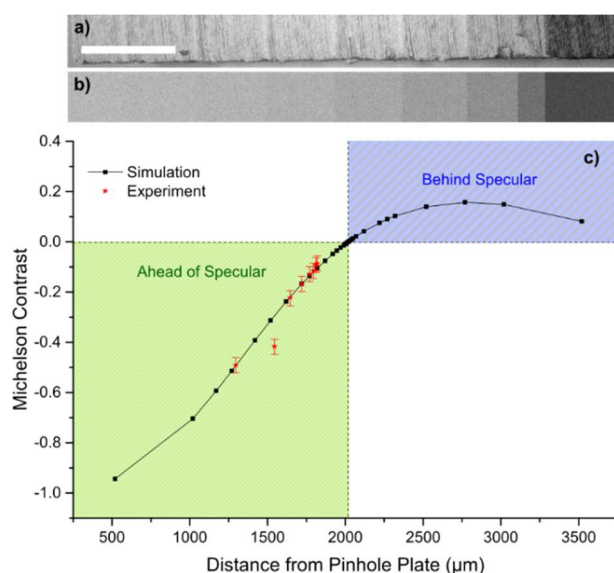 a)
b)
c)
0.4
0.2
0.0
-0.2
-0.4
-0.6
-0.8
-1.0
Michelson Contrast
Simulation
Experiment
Behind Specular
Ahead of Specular
500 1000 1500 2000 2500 3000 3500
Distance from Pinhole Plate (μm)